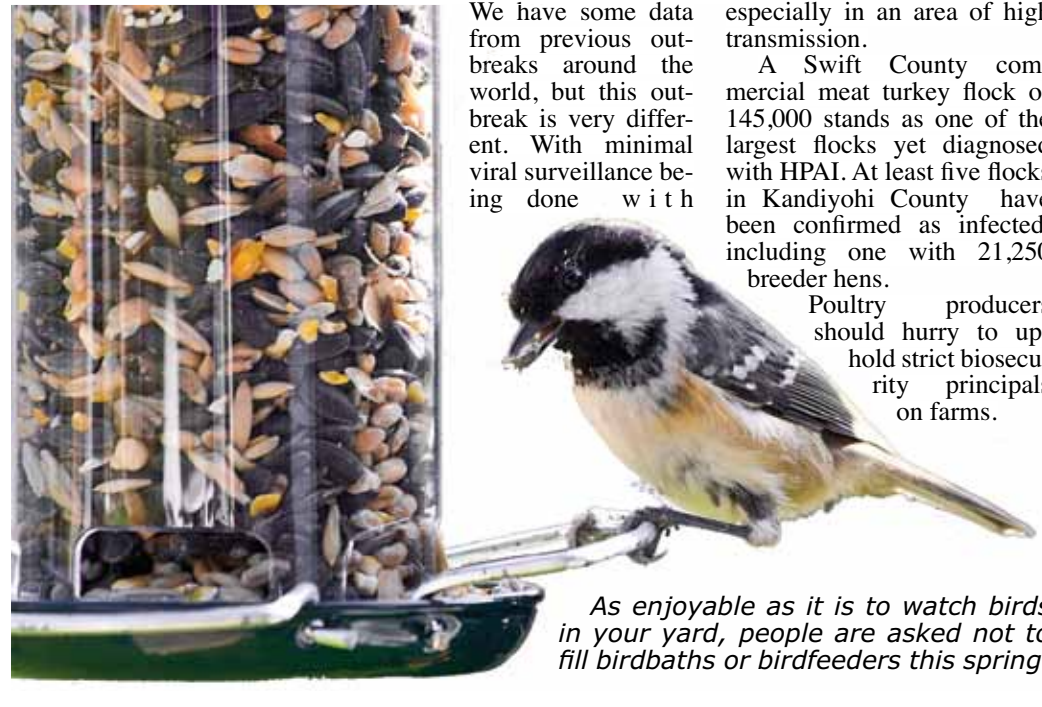 We have some data
from previous out-
breaks around the
world, but this out-
break is very differ-
ent. With minimal
viral surveillance be-
ing done with
especially in an area of high
transmission.
A Swift County com
mercial meat turkey flock o
145,000 stands as one of the
largest flocks yet diagnosed
with HPAI. At least five flocks
in Kandiyohi County have
been confirmed as infected
including one with 21,250
breeder hens.
Poultry producers
should hurry to up
hold strict biosecu
rity principals
on farms.
As enjoyable as it is to watch birds
in your yard, people are asked not to
fill birdbaths or birdfeeders this spring